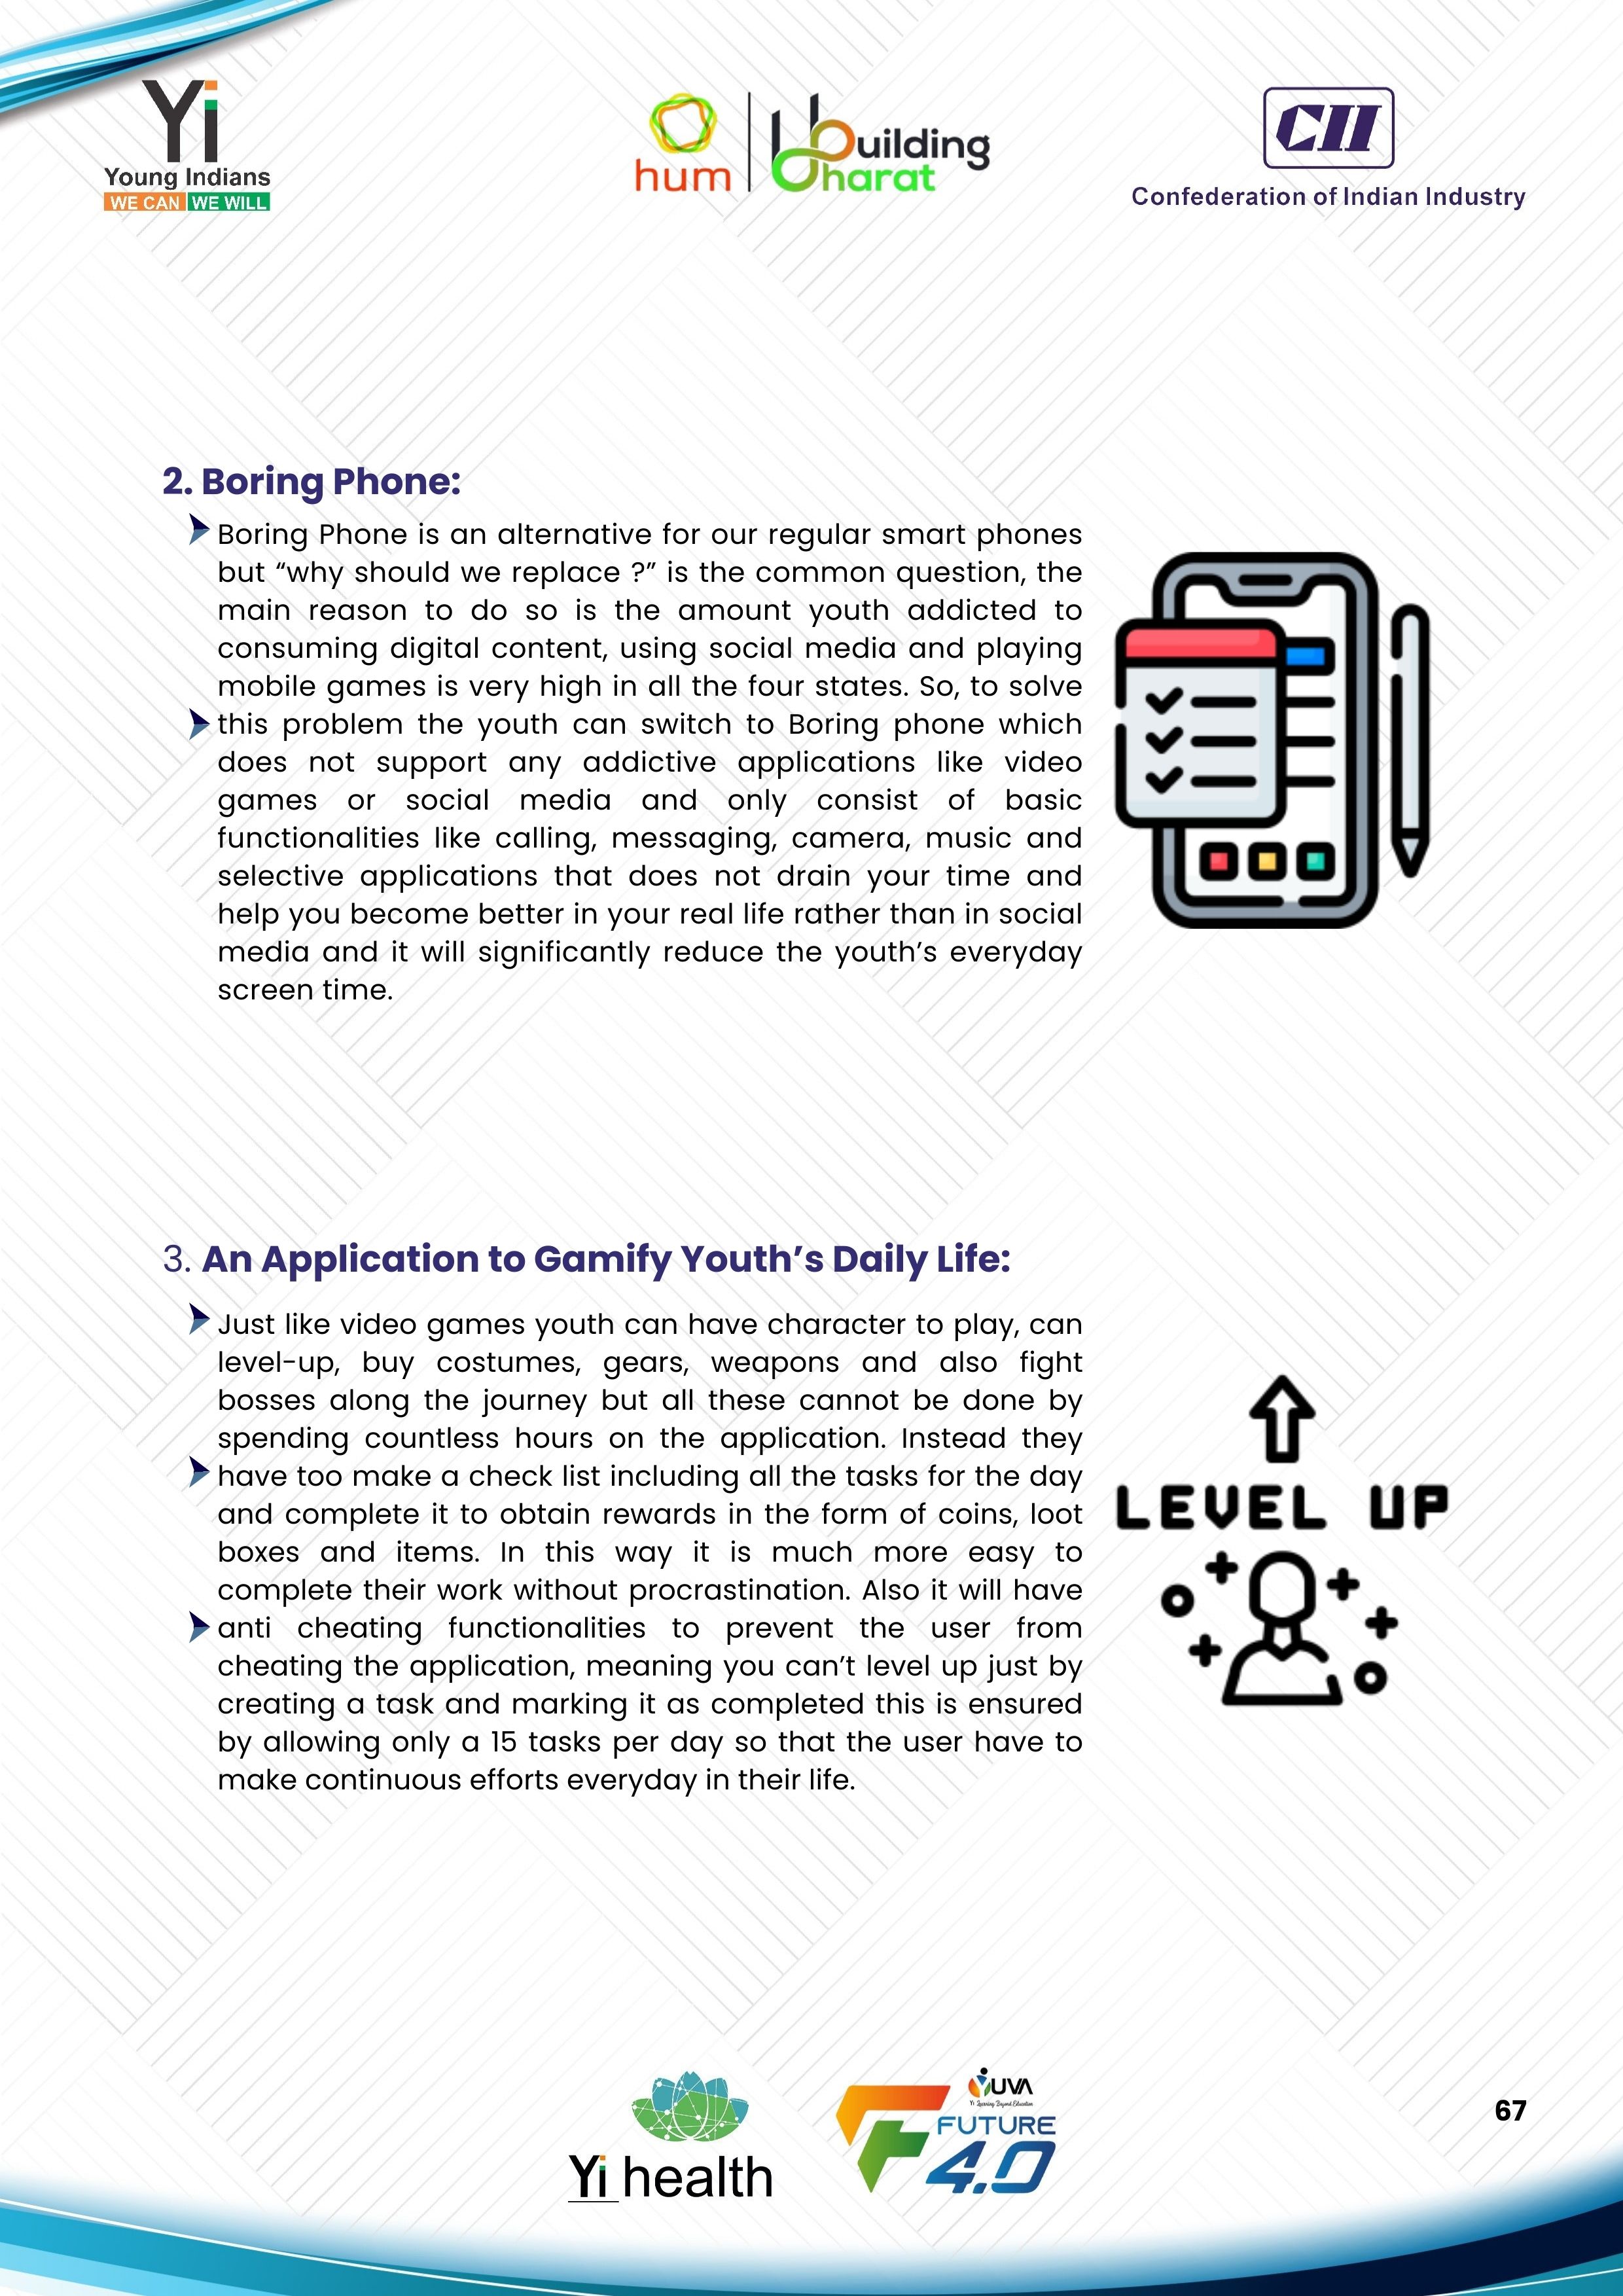 Yi
Young Indians
WE CAN WE WILL
hum
Building
Bharat
CII
Confederation of Indian Industry
2. Boring Phone:
Boring Phone is an alternative for our regular smart phones
but “why should we replace ?” is the common question, the
main reason to do so is the amount youth addicted to
consuming digital content, using social media and playing
mobile games is very high in all the four states. So, to solve
this problem the youth can switch to Boring phone which
does not support any addictive applications like video
games or social media and only consist of basic
functionalities like calling, messaging, camera, music and
selective applications that does not drain your time and
help you become better in your real life rather than in social
media and it will significantly reduce the youth’s everyday
screen time.
3. An Application to Gamify Youth’s Daily Life:
Just like video games youth can have character to play, can
level-up, buy costumes, gears, weapons and also fight
bosses along the journey but all these cannot be done by
spending countless hours on the application. Instead they
have too make a check list including all the tasks for the day
and complete it to obtain rewards in the form of coins, loot
boxes and items. In this way it is much more easy to
complete their work without procrastination. Also it will have
anti cheating functionalities to prevent the user from
cheating the application, meaning you can’t level up just by
creating a task and marking it as completed this is ensured
by allowing only a 15 tasks per day so that the user have to
make continuous efforts everyday in their life.
LEVEL UP
Yi health
YUVA
Yi Learning Beyond Education
FUTURE
4.0
67